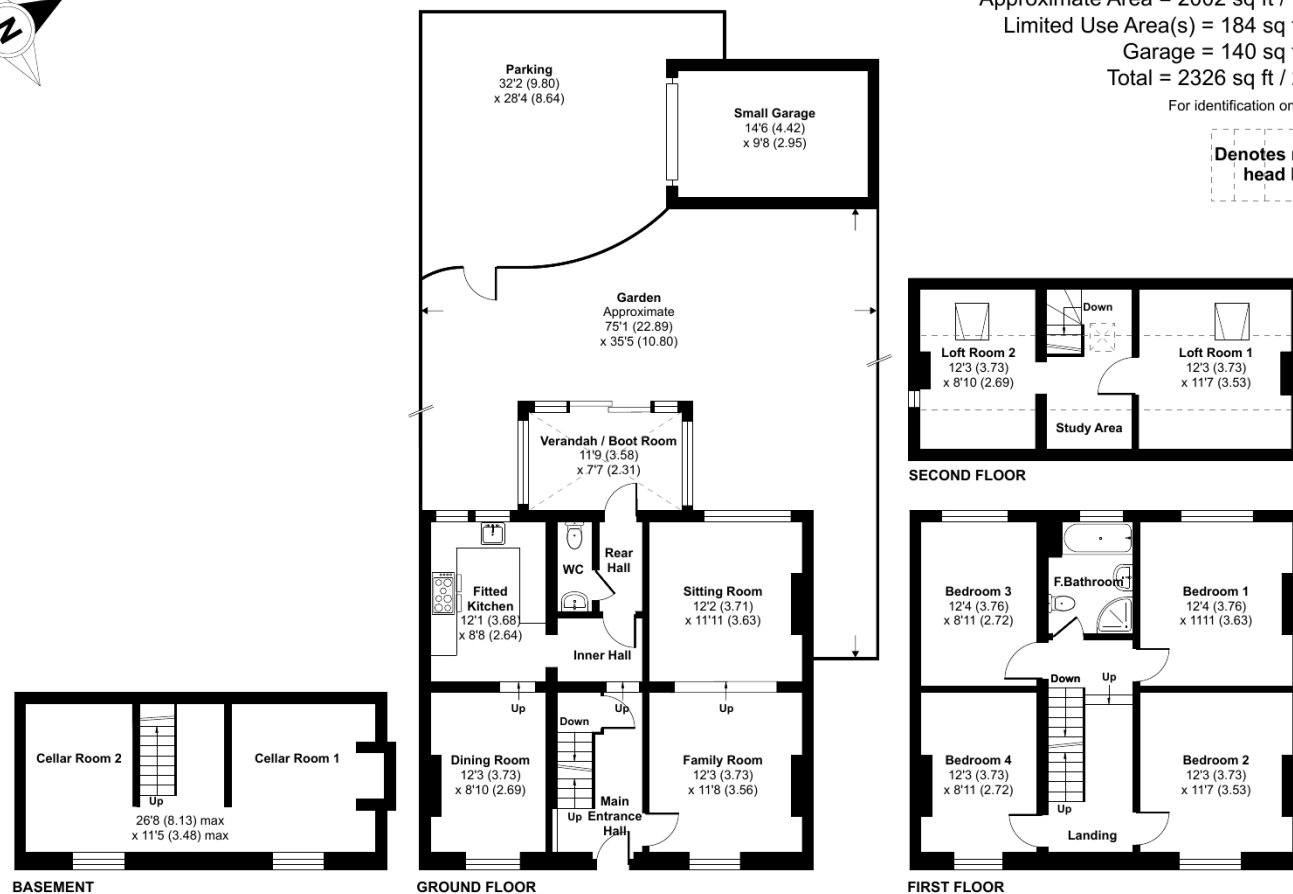 N
Approximate Area = 2002 sq ft /
Limited Use Area(s) = 184 sq
Garage = 140 sq
Total = 2326 sq ft /
For identification
Denotes
head
Parking
32'2 (9.80)
x 28'4 (8.64)
Small Garage
14'6 (4.42)
x 9'8 (2.95)
Garden
Approximate
75'1 (22.89)
x 35'5 (10.80)
Verandah / Boot Room
11'9 (3.58)
x 7'7 (2.31)
Down
Loft Room 2
12'3 (3.73)
x 8'10 (2.69)
Loft Room 1
12'3 (3.73)
x 11'7 (3.53)
Study Area
SECOND FLOOR
Fitted
Kitchen
12'1 (3.68)
x 8'8 (2.64)
WC
Rear
Hall
Sitting Room
12'2 (3.71)
x 11'11 (3.63)
Inner Hall
Up
Up
Up
Down
Dining Room
12'3 (3.73)
x 8'10 (2.69)
Up
Main
Entrance
Hall
Family Room
12'3 (3.73)
x 11'8 (3.56)
GROUND FLOOR
Cellar Room 2
Cellar Room 1
Up
26'8 (8.13) max
x 11'5 (3.48) max
BASEMENT
Bedroom 3
12'4 (3.76)
x 8'11 (2.72)
F.Bathroom
Bedroom 1
12'4 (3.76)
x 1111 (3.63)
Down
Up
Bedroom 4
12'3 (3.73)
x 8'11 (2.72)
Up
Landing
Bedroom 2
12'3 (3.73)
x 11'7 (3.53)
FIRST FLOOR